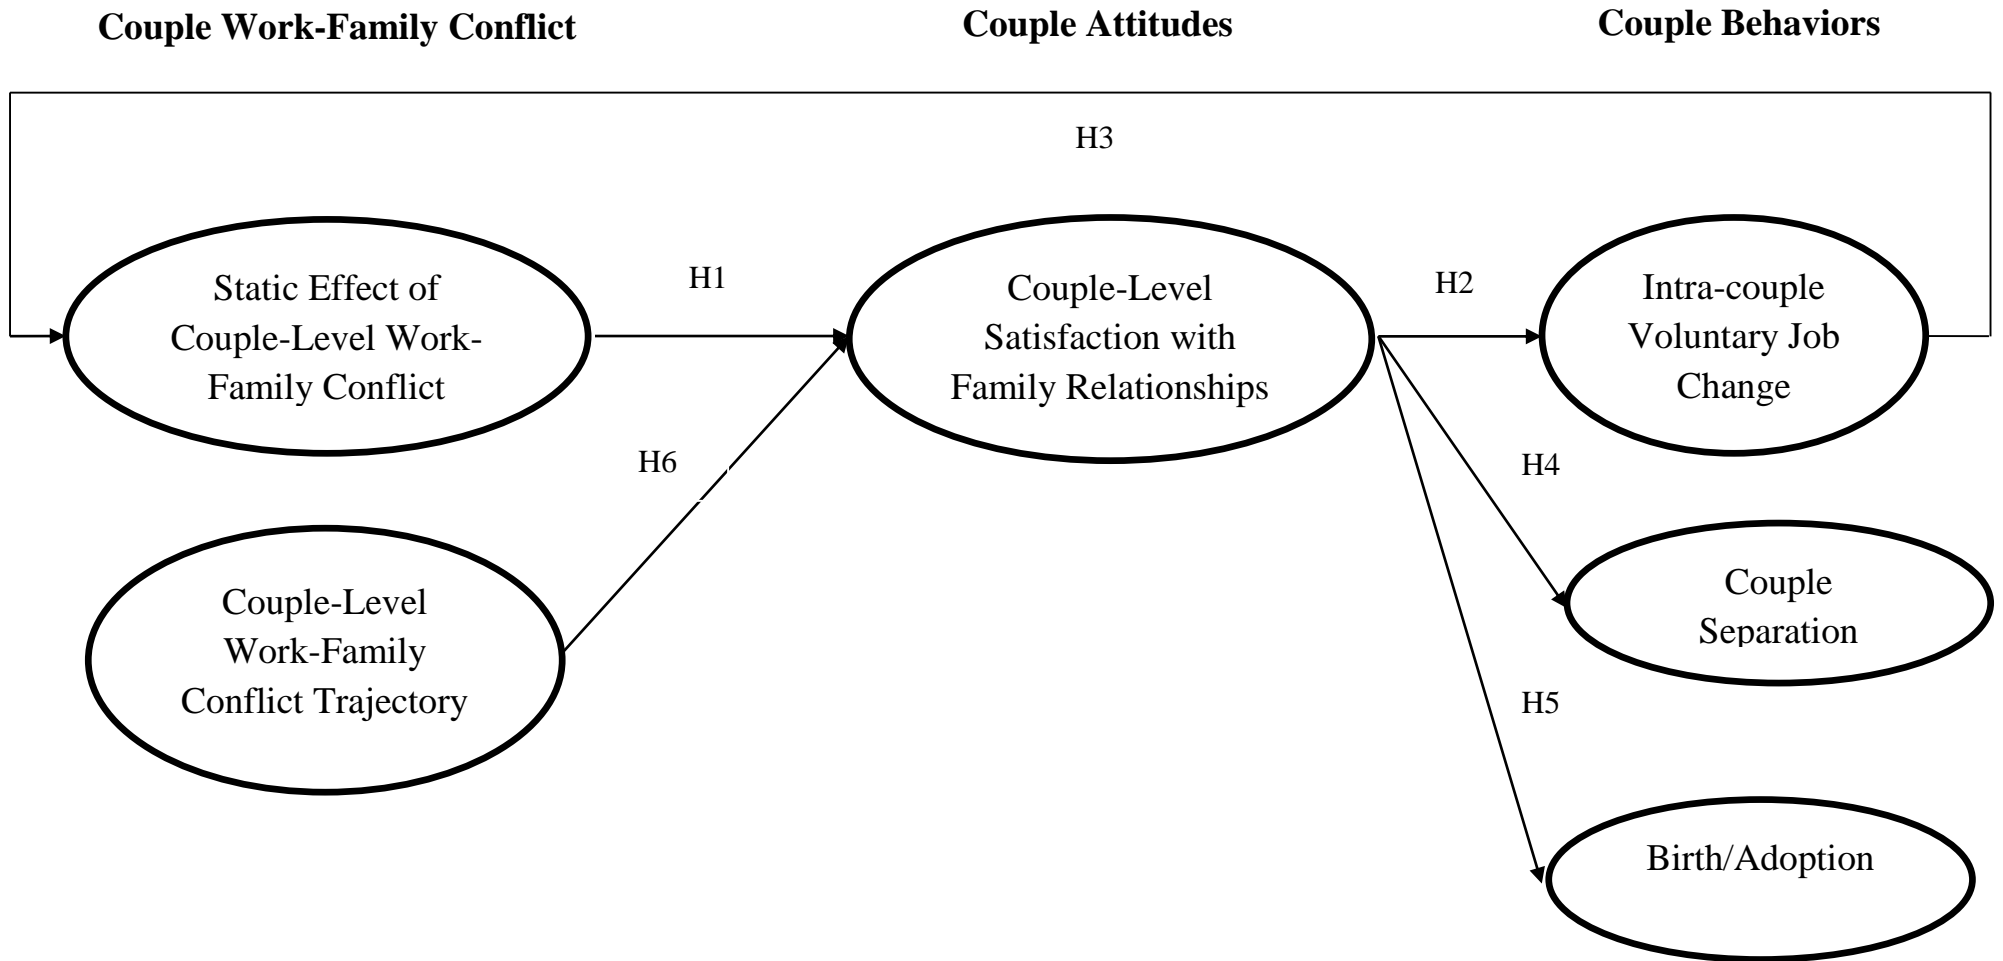 Couple Work-Family Conflict
Couple Attitudes
Couple Behaviors
H3
Static Effect of
Couple-Level Work-
Family Conflict
H1
Couple-Level
Satisfaction with
Family Relationships
H2
Intra-couple
Voluntary Job
Change
H6
H4
Couple-Level
Work-Family
Conflict Trajectory
Couple
Separation
H5
Birth/Adoption